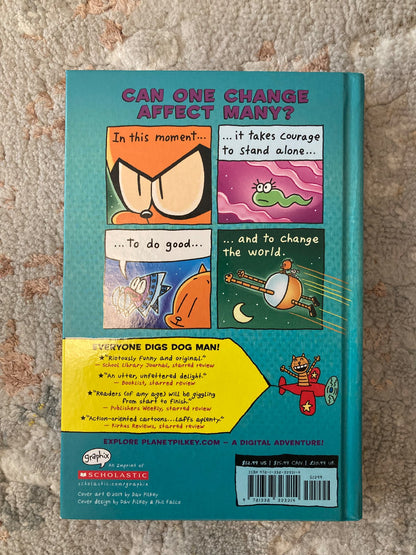 CAN ONE CHANGE
AFFECT MANY?
In this moment...
...it takes courage
to stand alone...
...to do good...
...and to change
the world.
EVERYONE DIGS DOG MAN!
★"Riotously funny and original."
— School Library Journal, starred review
★"An utter, unfettered delight."
— Booklist, starred review
★"Readers (of any age) will be giggling
from start to finish."
— Publishers Weekly, starred review
★"Action-oriented cartoons...laffs aplenty."
— Kirkus Reviews, starred review
EXPLORE PLANETPILKEY.COM — A DIGITAL ADVENTURE!
graphix
an imprint of
SCHOLASTIC
scholastic.com/graphix
Cover art © 2019 by Dav Pilkey
Cover design by Dav Pilkey & Phil Falco
$12.99 US
51299